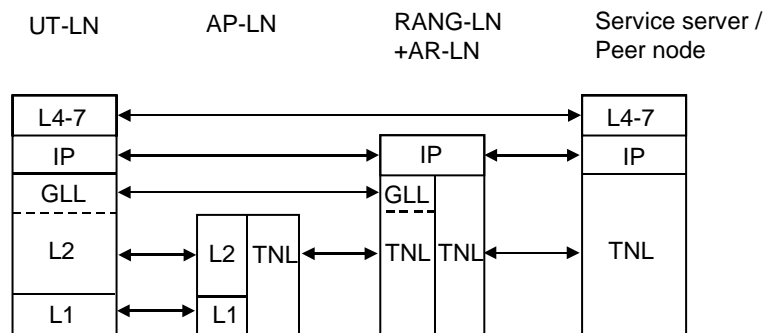 UT-LN
AP-LN
RANG-LN
+AR-LN
Service server /
Peer node
L4-7
L4-7
IP
IP
IP
GLL
GLL
L2
L2
TNL
TNL
TNL
TNL
L1
L1